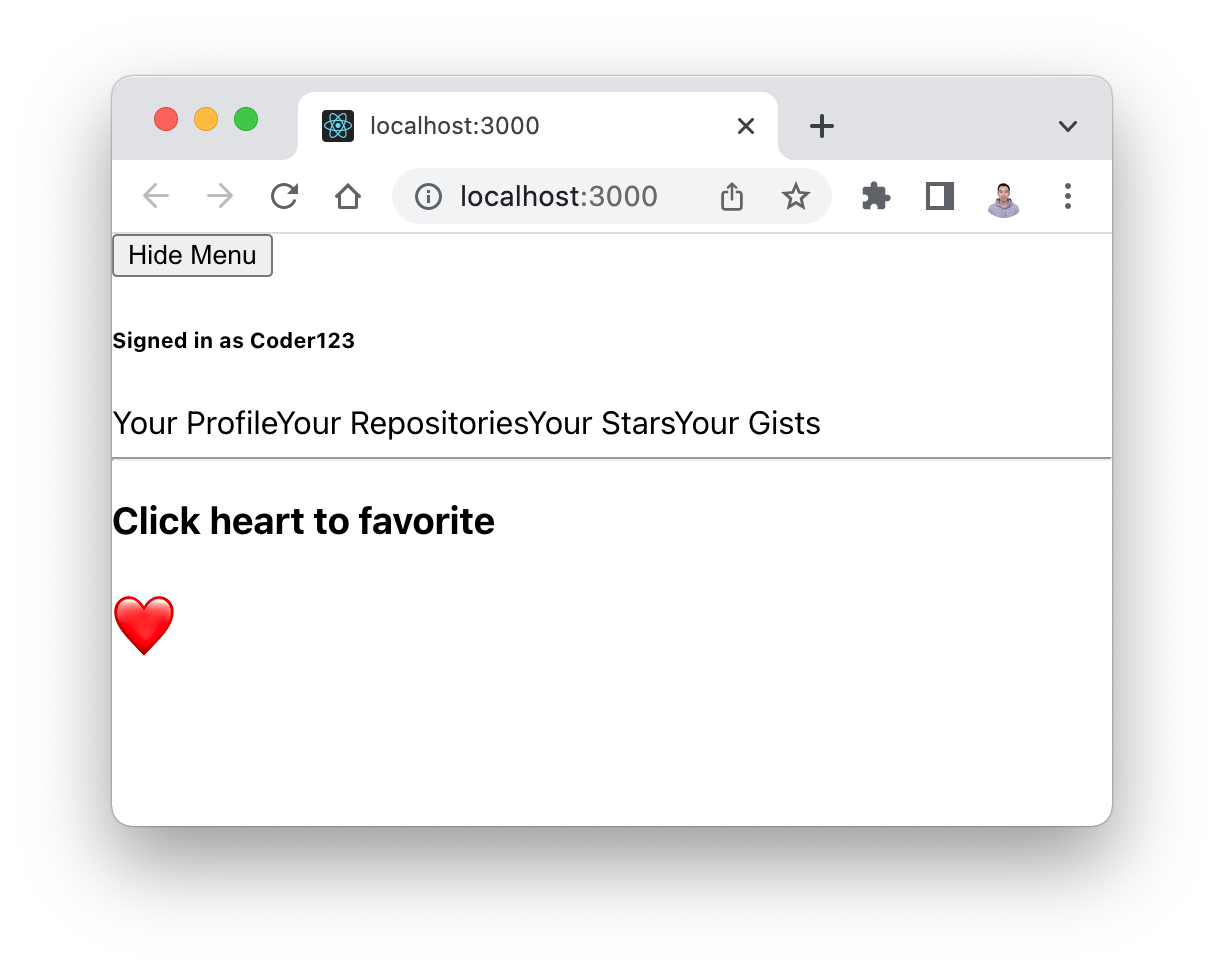 localhost:3000
localhost:3000
Hide Menu
Signed in as Coder123
Your ProfileYour RepositoriesYour StarsYour Gists
Click heart to favorite